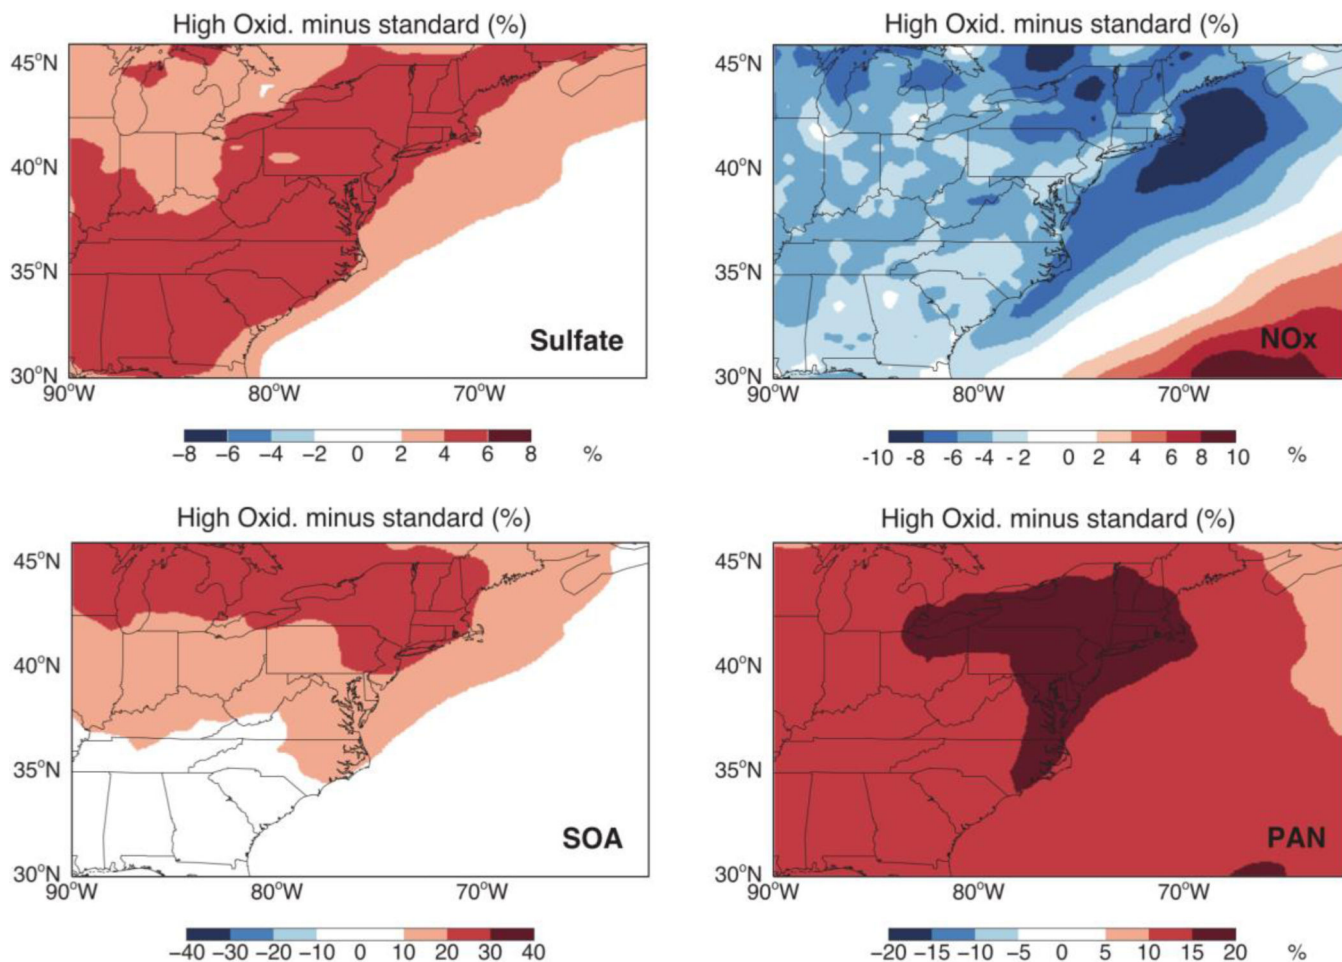 High Oxid. minus standard (%)
45°N
40°N
35°N
30°N
90°W 80°W 70°W
Sulfate
−8 −6 −4 −2 0 2 4 6 8 %
High Oxid. minus standard (%)
45°N
40°N
35°N
30°N
90°W 80°W 70°W
NOx
-10 -8 -6 -4 -2 0 2 4 6 8 10 %
High Oxid. minus standard (%)
45°N
40°N
35°N
30°N
90°W 80°W 70°W
SOA
−40 −30 −20 −10 0 10 20 30 40 %
High Oxid. minus standard (%)
45°N
40°N
35°N
30°N
90°W 80°W 70°W
PAN
−20 −15 −10 −5 0 5 10 15 20 %